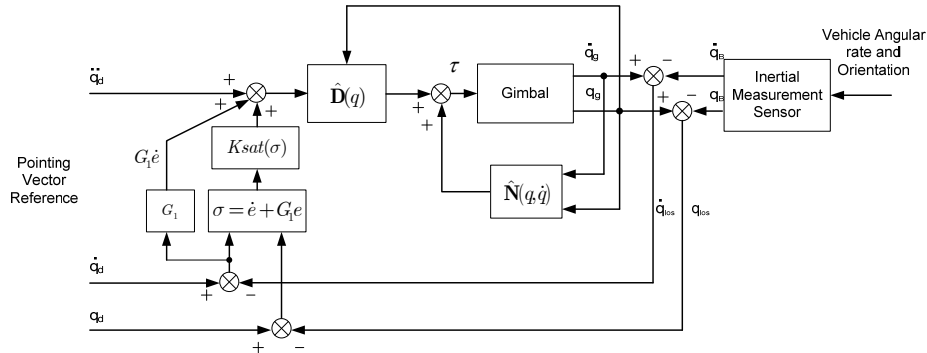 Vehicle Angular
rate and
Orientation
q̈d
D̂(q)
τ
Gimbal
q̇g
qg
q̇B
qB
Inertial
Measurement
Sensor
G₁ė
Ksat(σ)
Pointing
Vector
Reference
G₁
σ = ė + G₁e
N̂(q,q̇)
q̇los
qlos
q̇d
qd
+
+
+
+
+
+
−
+
−
+
−
+
−